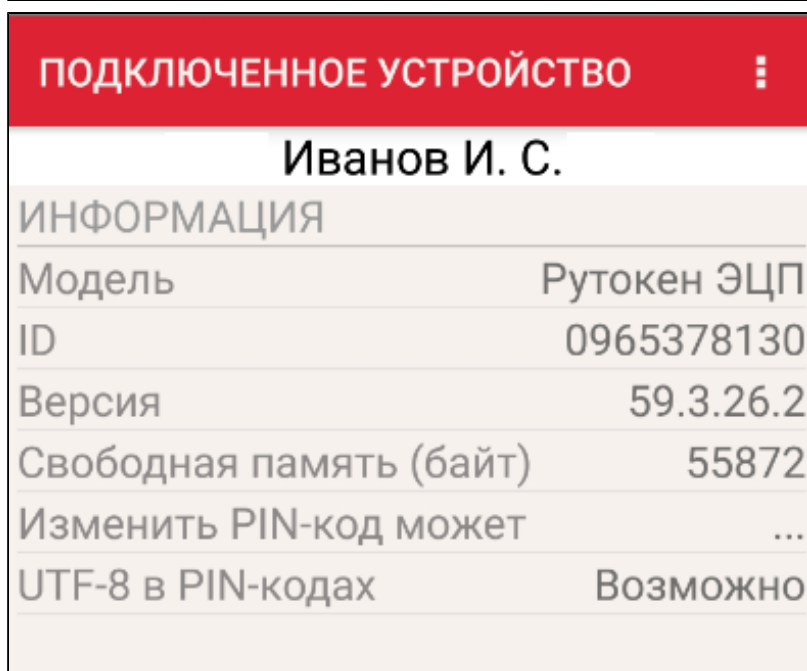 ПОДКЛЮЧЕННОЕ УСТРОЙСТВО
Иванов И. С.
ИНФОРМАЦИЯ
Модель Рутокен ЭЦП
ID 0965378130
Версия 59.3.26.2
Свободная память (байт) 55872
Изменить PIN-код может ...
UTF-8 в PIN-кодах Возможно